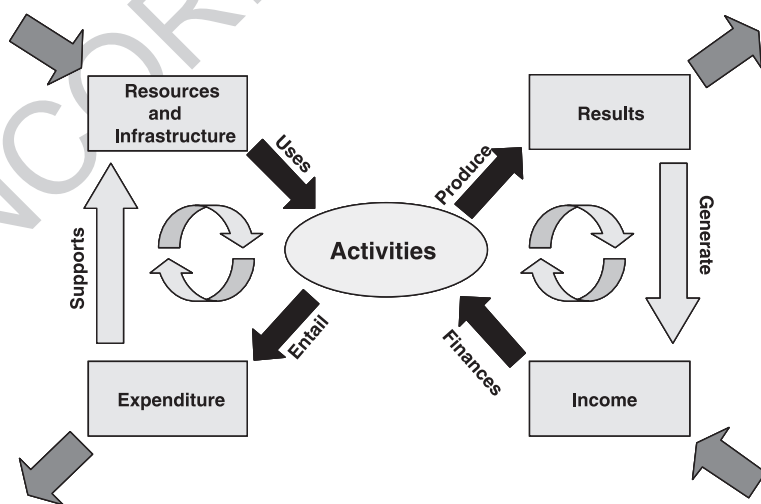 Resources
and
Infrastructure
Uses
Produce
Results
Supports
Activities
Generate
Entail
Finances
Expenditure
Income